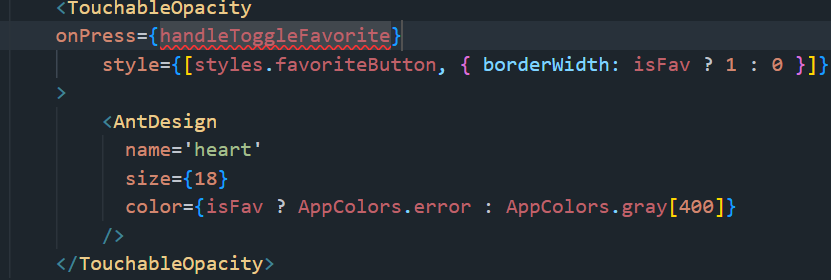 <TouchableOpacity
onPress={handleToggleFavorite}
style={[styles.favoriteButton, { borderWidth: isFav ? 1 : 0 }]}
>
<AntDesign
name='heart'
size={18}
color={isFav ? AppColors.error : AppColors.gray[400]}
/>
</TouchableOpacity>